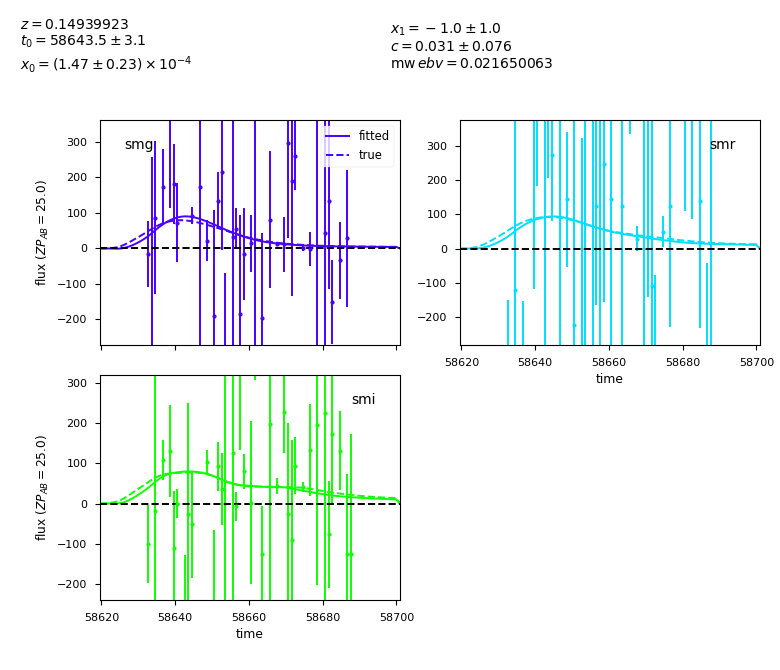 z = 0.14939923
t₀ = 58643.5 ± 3.1
x₀ = (1.47 ± 0.23) × 10⁻⁴
x₁ = −1.0 ± 1.0
c = 0.031 ± 0.076
mw ebv = 0.021650063
smg
fitted
true
300
200
100
0
−100
−200
flux (ZP_AB = 25.0)
smr
300
200
100
0
−100
−200
58620
58640
58660
58680
58700
time
smi
300
200
100
0
−100
−200
flux (ZP_AB = 25.0)
58620
58640
58660
58680
58700
time